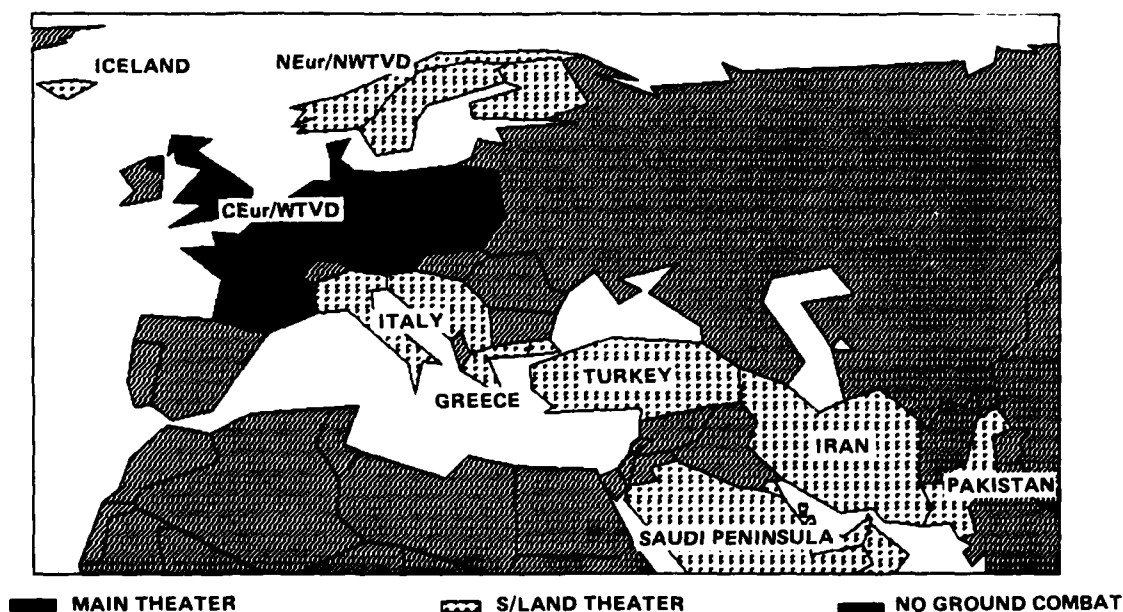 ICELAND
NEur/NWTVD
CEur/WTVD
ITALY
TURKEY
GREECE
IRAN
PAKISTAN
SAUDI PENINSULA
MAIN THEATER
S/LAND THEATER
NO GROUND COMBAT